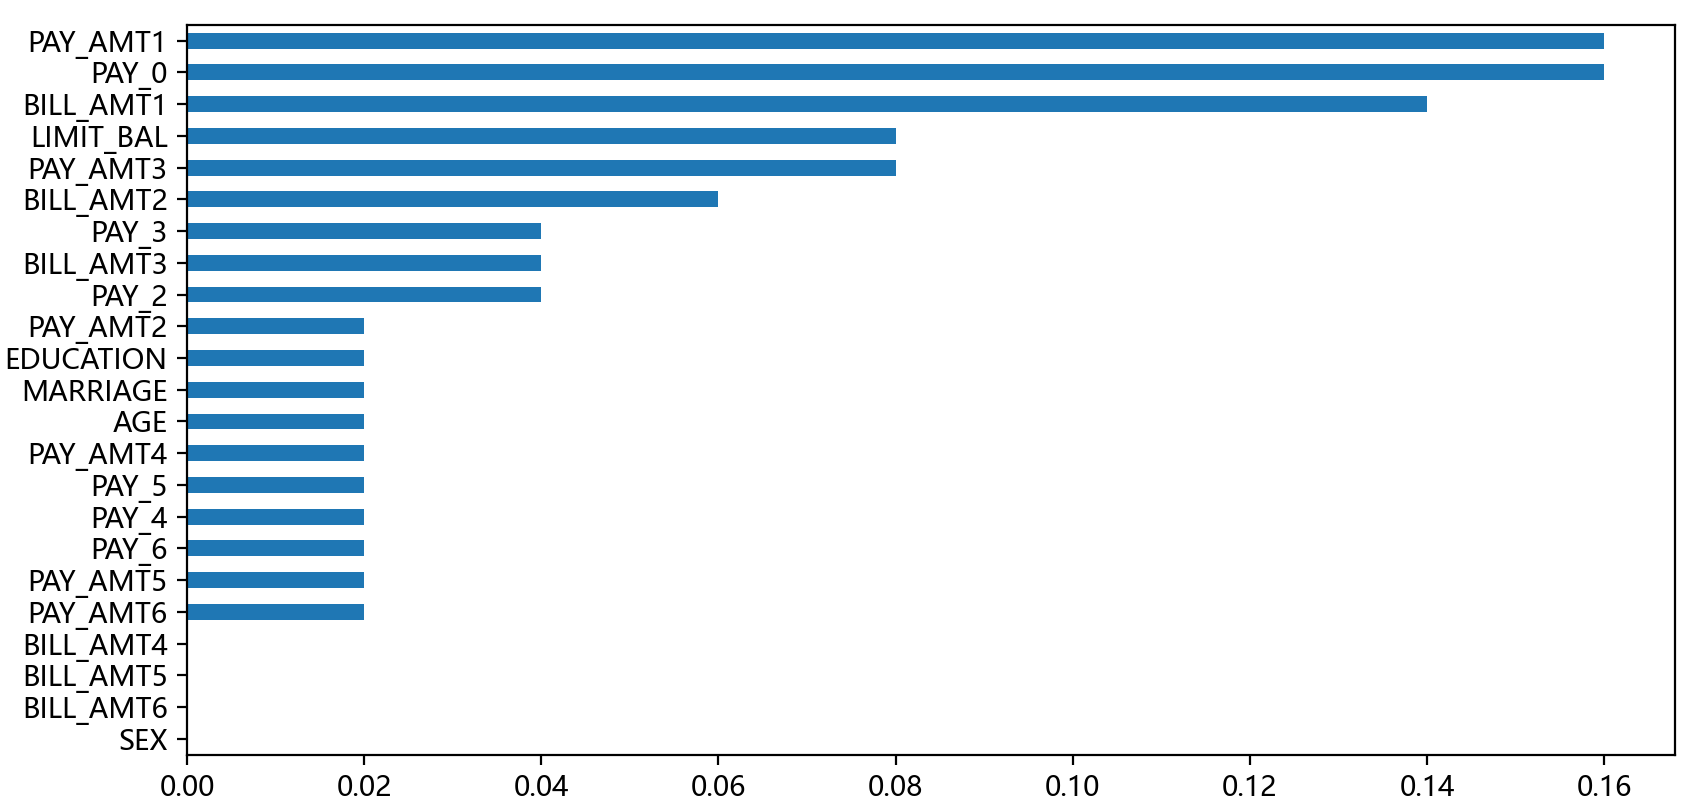 PAY_AMT1
PAY_0
BILL_AMT1
LIMIT_BAL
PAY_AMT3
BILL_AMT2
PAY_3
BILL_AMT3
PAY_2
PAY_AMT2
EDUCATION
MARRIAGE
AGE
PAY_AMT4
PAY_5
PAY_4
PAY_6
PAY_AMT5
PAY_AMT6
BILL_AMT4
BILL_AMT5
BILL_AMT6
SEX
0.00 0.02 0.04 0.06 0.08 0.10 0.12 0.14 0.16